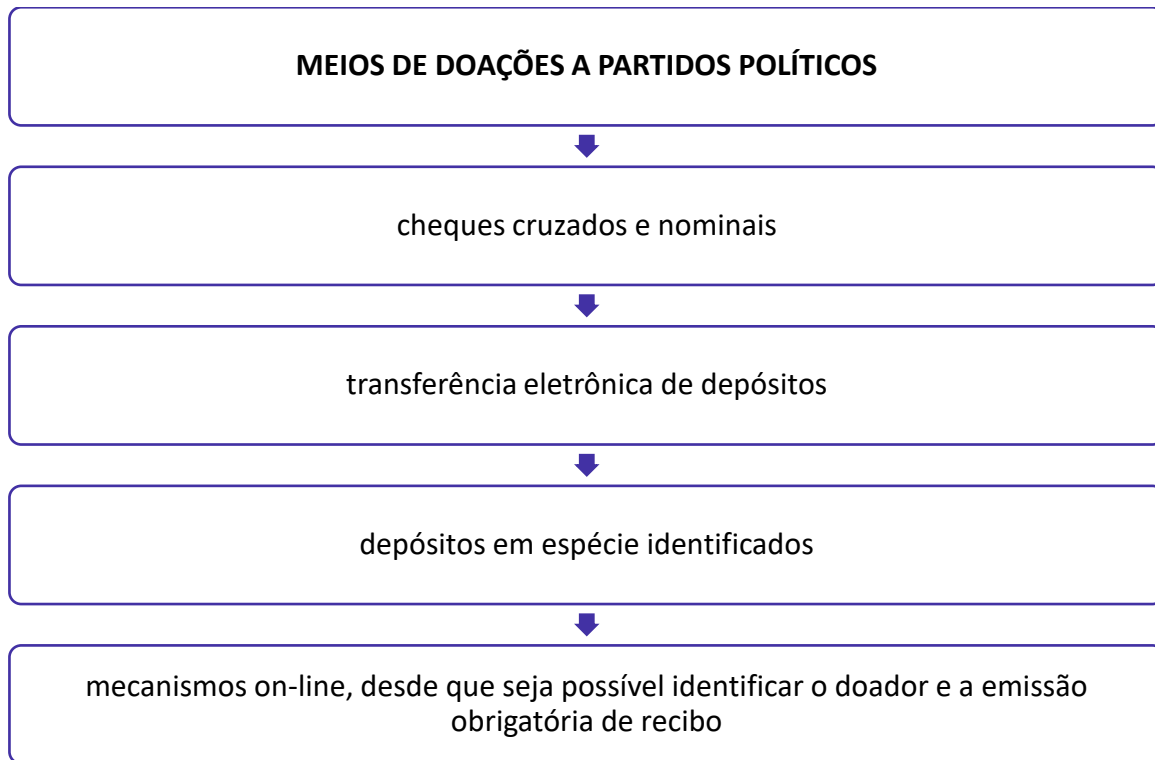 MEIOS DE DOAÇÕES A PARTIDOS POLÍTICOS
cheques cruzados e nominais
transferência eletrônica de depósitos
depósitos em espécie identificados
mecanismos on-line, desde que seja possível identificar o doador e a emissão
obrigatória de recibo